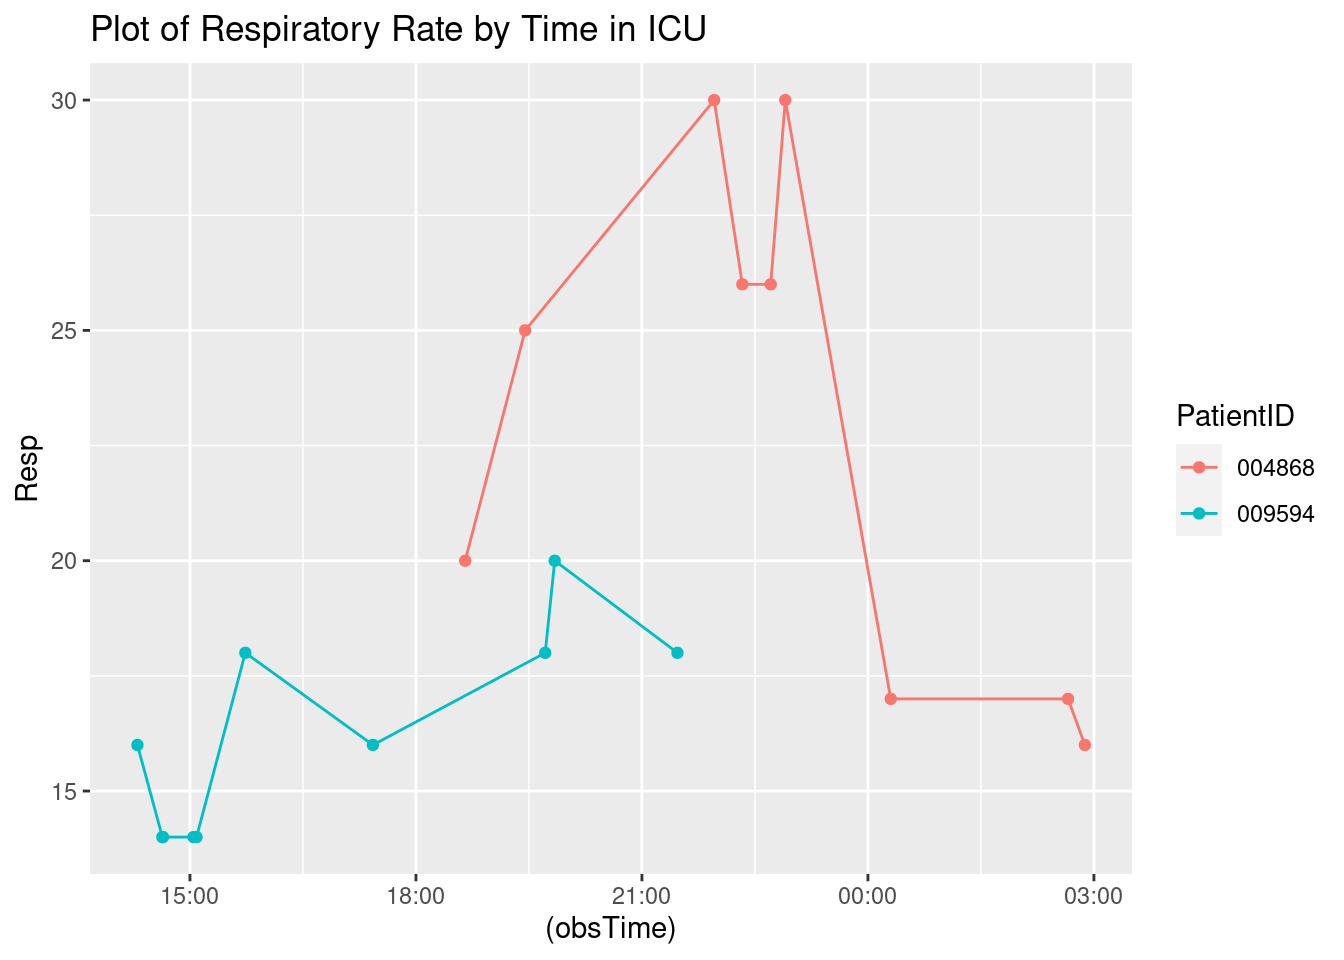 Plot of Respiratory Rate by Time in ICU
30
25
20
15
Resp
15:00 18:00 21:00 00:00 03:00
(obsTime)
PatientID
004868
009594